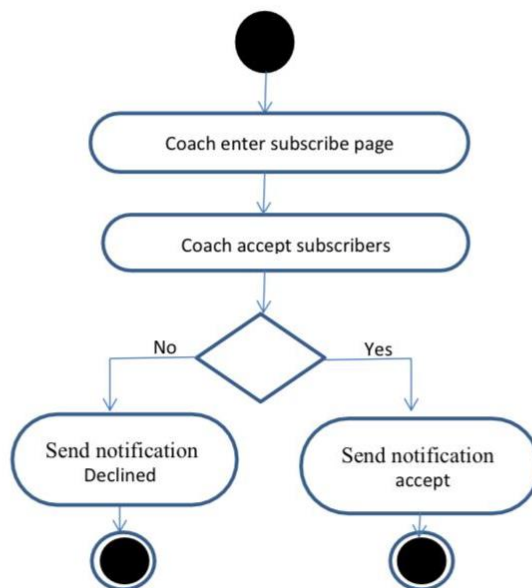 Coach enter subscribe page
Coach accept subscribers
No
Yes
Send notification
Declined
Send notification
accept